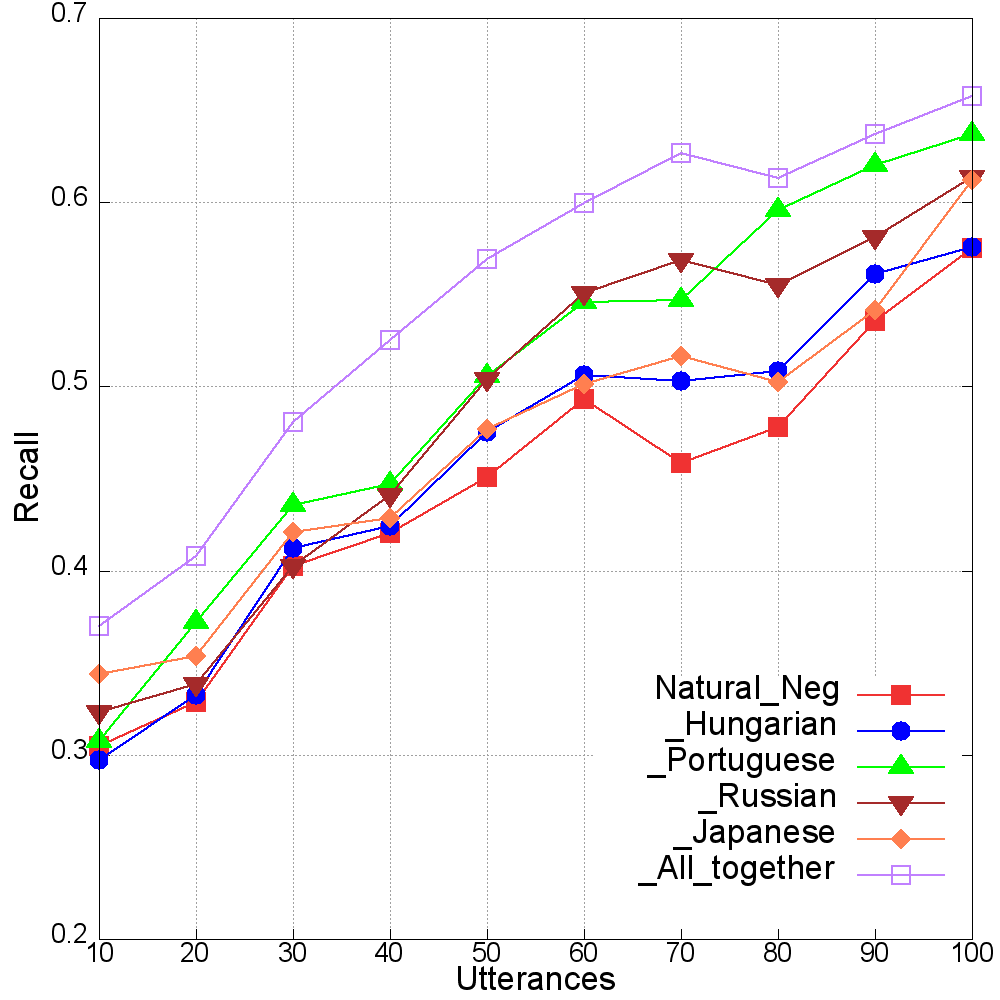 0.7
0.6
0.5
0.4
0.3
0.2
Recall
Natural_Neg
_Hungarian
_Portuguese
_Russian
_Japanese
_All_together
10 20 30 40 50 60 70 80 90 100
Utterances